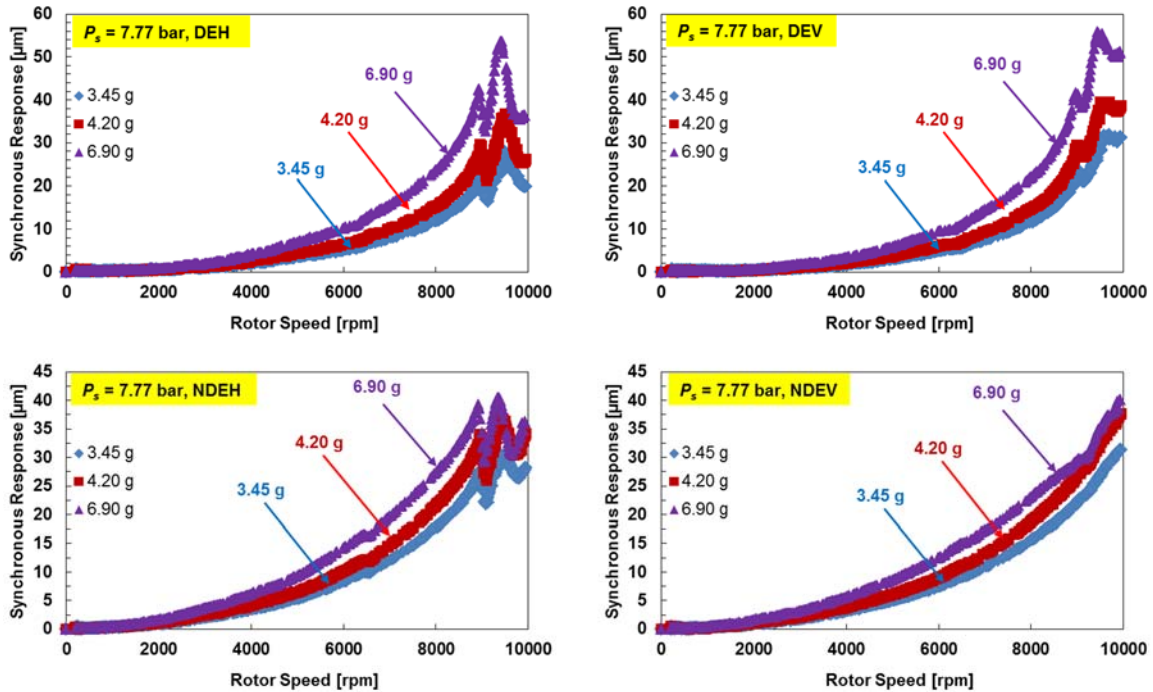 Pₛ = 7.77 bar, DEH
Synchronous Response [µm]
60
50
40
30
20
10
0
3.45 g
4.20 g
6.90 g
6.90 g
4.20 g
3.45 g
0 2000 4000 6000 8000 10000
Rotor Speed [rpm]
Pₛ = 7.77 bar, DEV
Synchronous Response [µm]
60
50
40
30
20
10
0
3.45 g
4.20 g
6.90 g
6.90 g
4.20 g
3.45 g
0 2000 4000 6000 8000 10000
Rotor Speed [rpm]
Pₛ = 7.77 bar, NDEH
Synchronous Response [µm]
45
40
35
30
25
20
15
10
5
0
3.45 g
4.20 g
6.90 g
6.90 g
4.20 g
3.45 g
0 2000 4000 6000 8000 10000
Rotor Speed [rpm]
Pₛ = 7.77 bar, NDEV
Synchronous Response [µm]
45
40
35
30
25
20
15
10
5
0
3.45 g
4.20 g
6.90 g
6.90 g
4.20 g
3.45 g
0 2000 4000 6000 8000 10000
Rotor Speed [rpm]